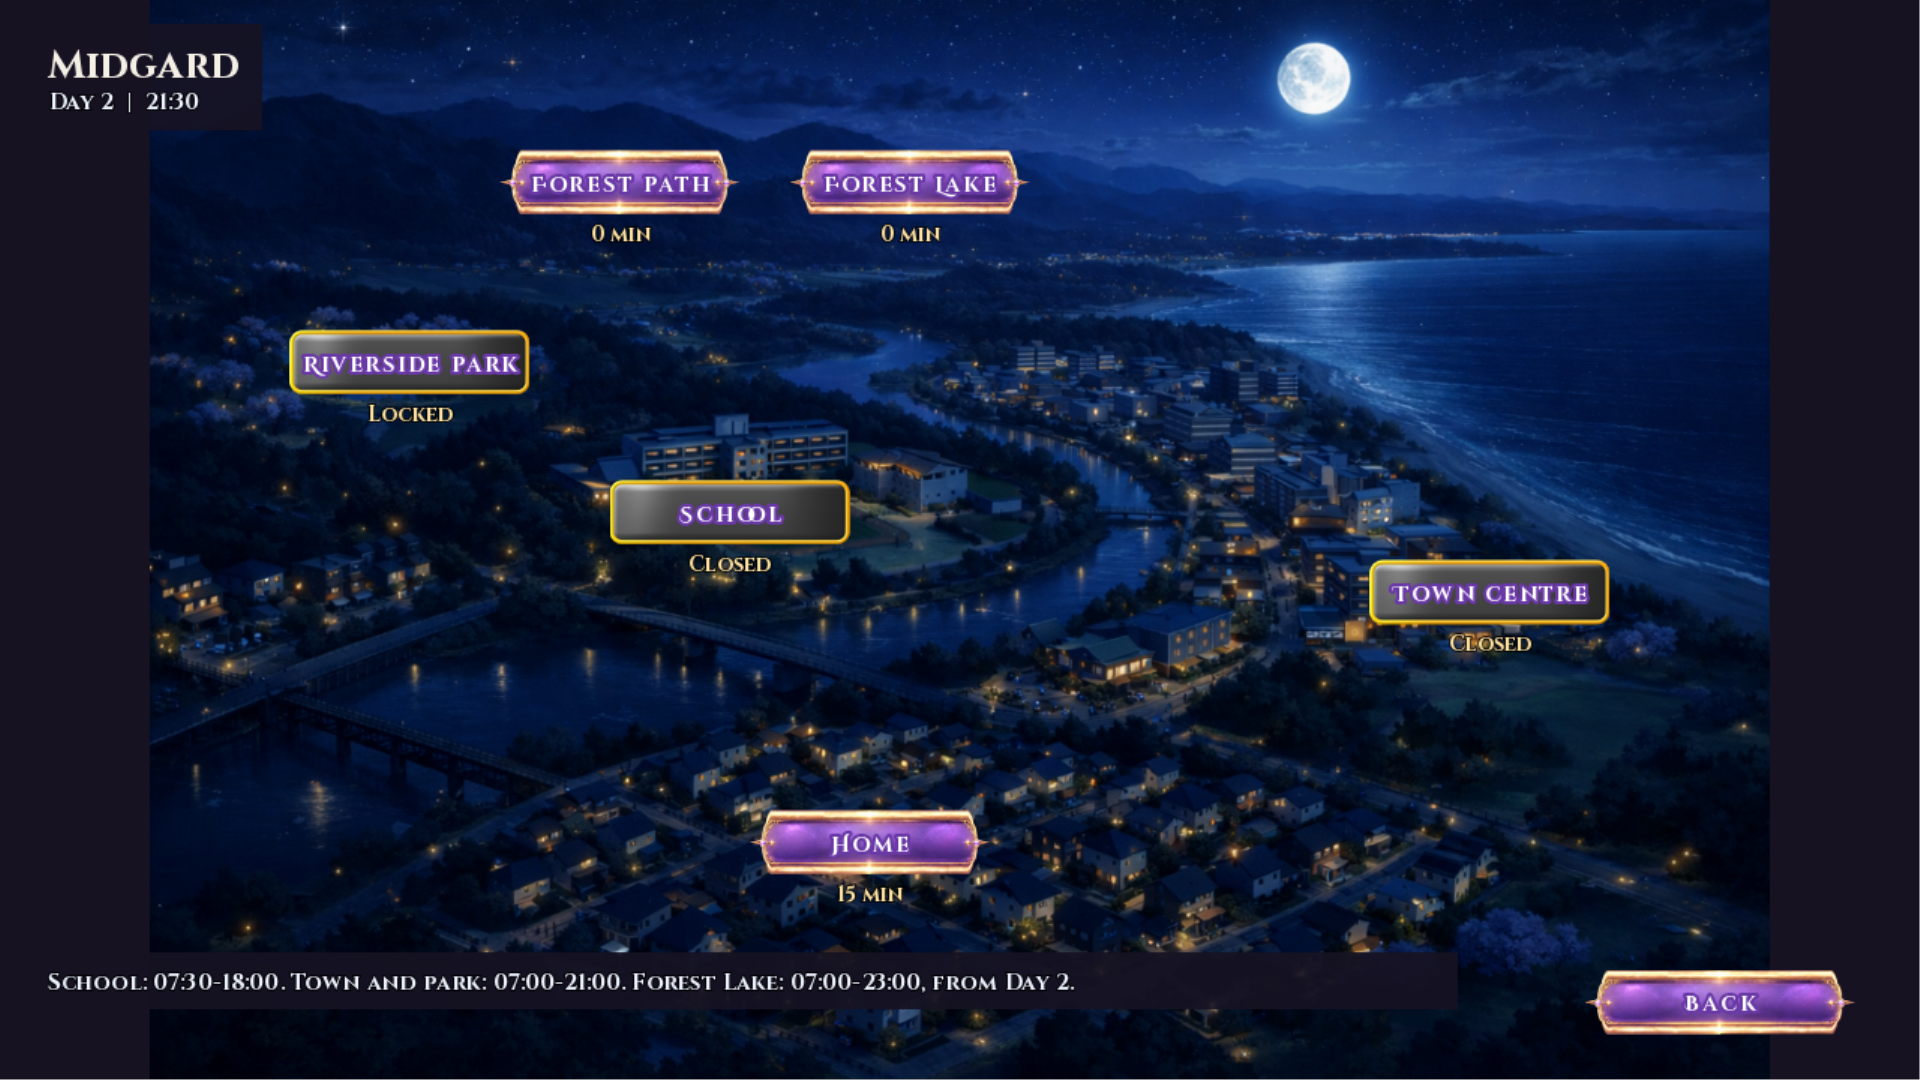 Midgard
Day 2 | 21:30
Forest Path
0 min
Forest Lake
0 min
Riverside Park
Locked
School
Closed
Town Centre
Closed
Home
15 min
School: 07:30-18:00. Town and park: 07:00-21:00. Forest Lake: 07:00-23:00, from Day 2.
Back